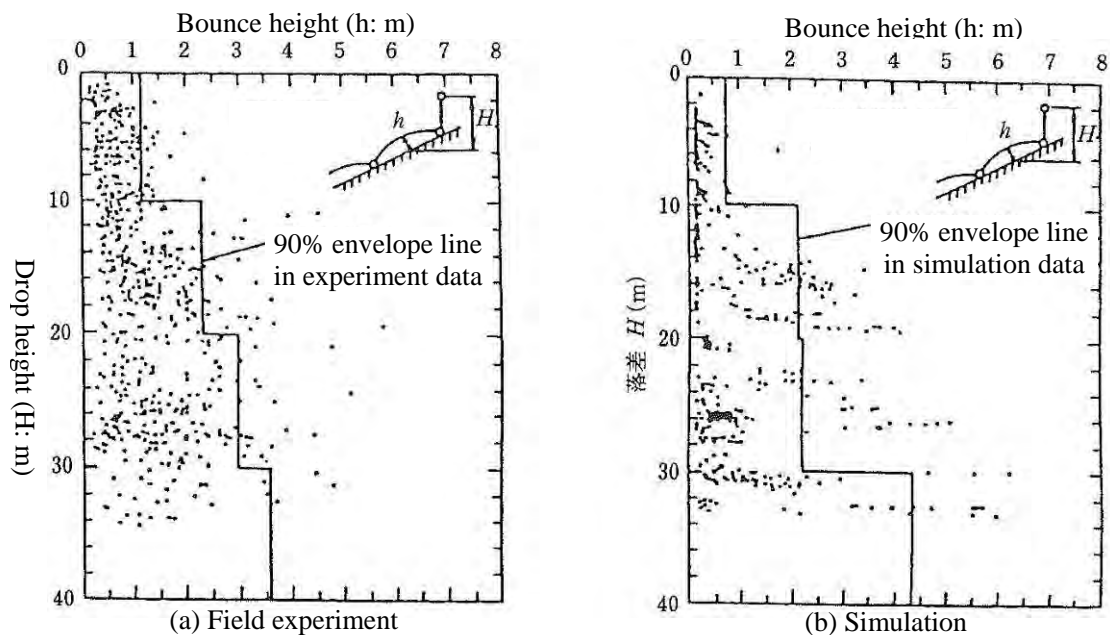 Bounce height (h: m)
0 1 2 3 4 5 6 7 8
0
10
20
30
40
Drop height (H: m)
h
H
90% envelope line
in experiment data
(a) Field experiment
Bounce height (h: m)
0 1 2 3 4 5 6 7 8
0
10
20
30
40
落差 H (m)
h
H
90% envelope line
in simulation data
(b) Simulation